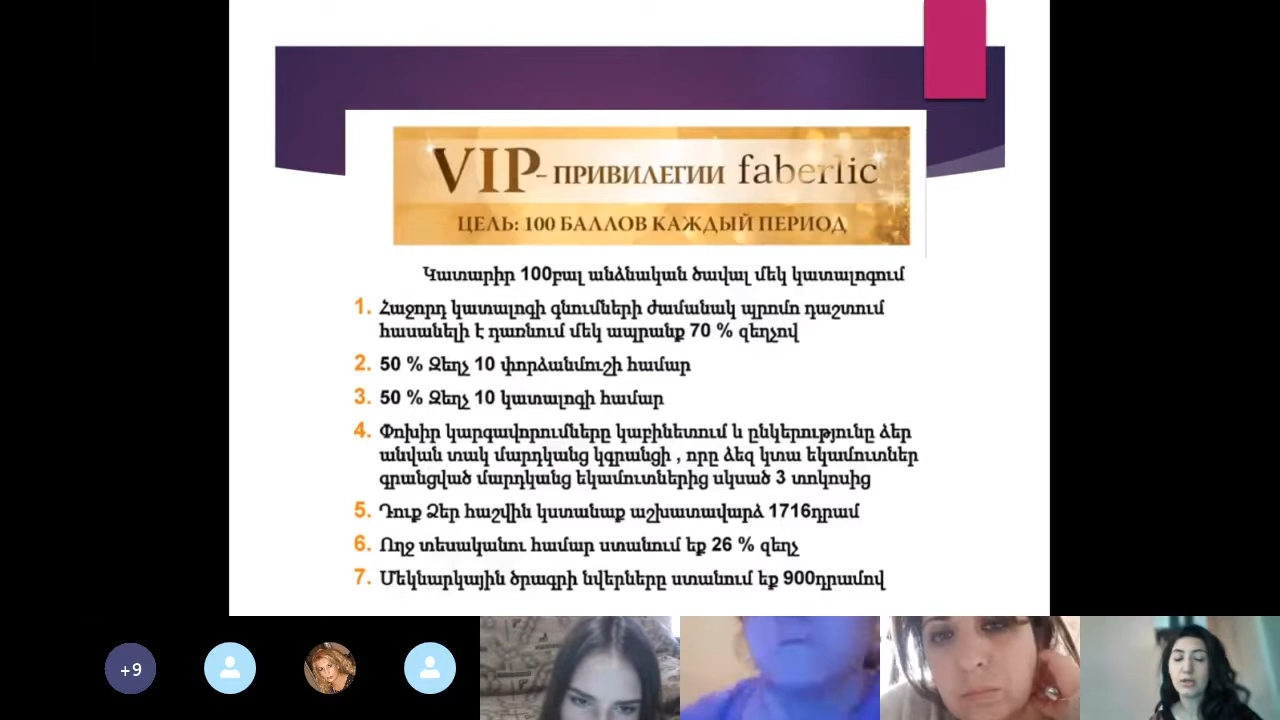 VIP- ПРИВИЛЕГИИ faberlic
ЦЕЛЬ: 100 БАЛЛОВ КАЖДЫЙ ПЕРИОД
Կատարիր 100բալ անձնական ծավալ մեկ կատալոգում
1. Հաջորդ կատալոգի գնումների ժամանակ պրոմո դաշտում
հասանելի է դառնում մեկ ապրանք 70 % զեղչով
2. 50 % Զեղչ 10 փորձանմուշի համար
3. 50 % Զեղչ 10 կատալոգի համար
4. Փոխիր կարգավորումները կաբինետում և ընկերությունը ձեր
անվան տակ մարդկանց կգրանցի , որը ձեզ կտա եկամուտներ
գրանցված մարդկանց եկամուտներից սկսած 3 տոկոսից
5. Դուք Ձեր հաշվին կստանաք աշխատավարձ 1716դրամ
6. Ողջ տեսականու համար ստանում եք 26 % զեղչ
7. Մեկնարկային ծրագրի նվերները ստանում եք 900դրամով
+9